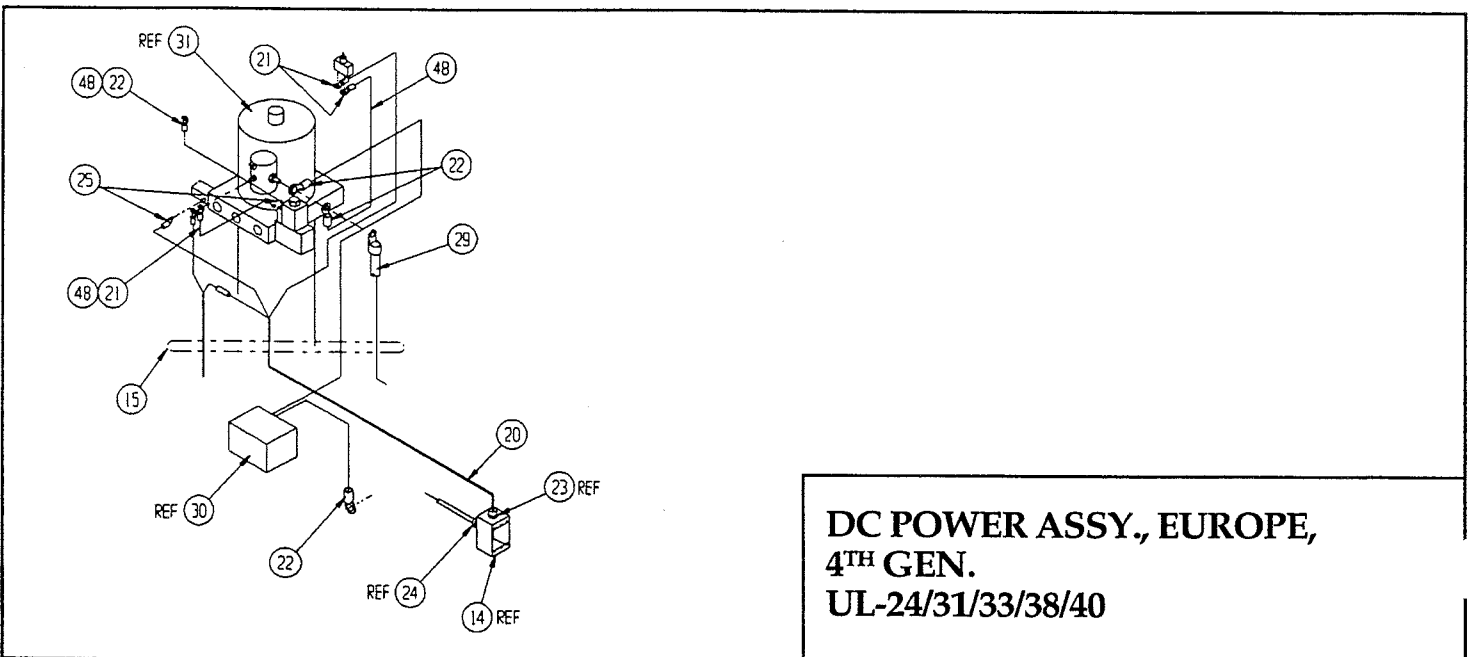 REF 31
21
48
48 22
22
25
29
48 21
15
20
23 REF
REF 30
22
REF 24
14 REF
DC POWER ASSY., EUROPE,
4TH GEN.
UL-24/31/33/38/40